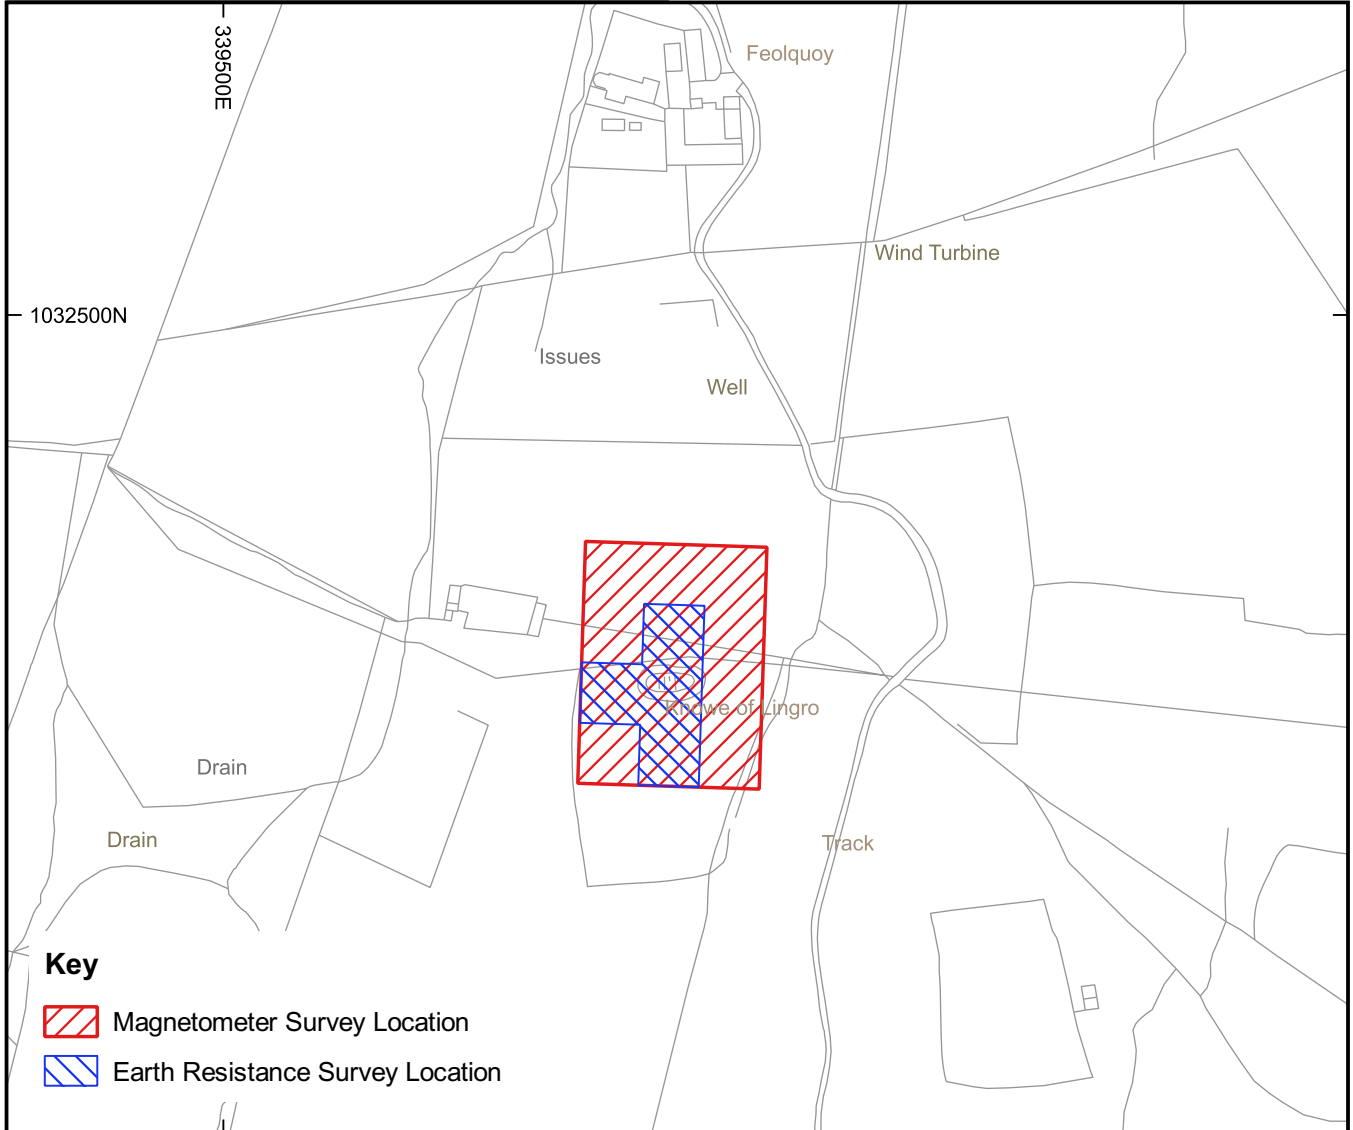 339500E
Feolquoy
Wind Turbine
1032500N
Issues
Well
Knowe of Lingro
Drain
Drain
Track
Key
Magnetometer Survey Location
Earth Resistance Survey Location